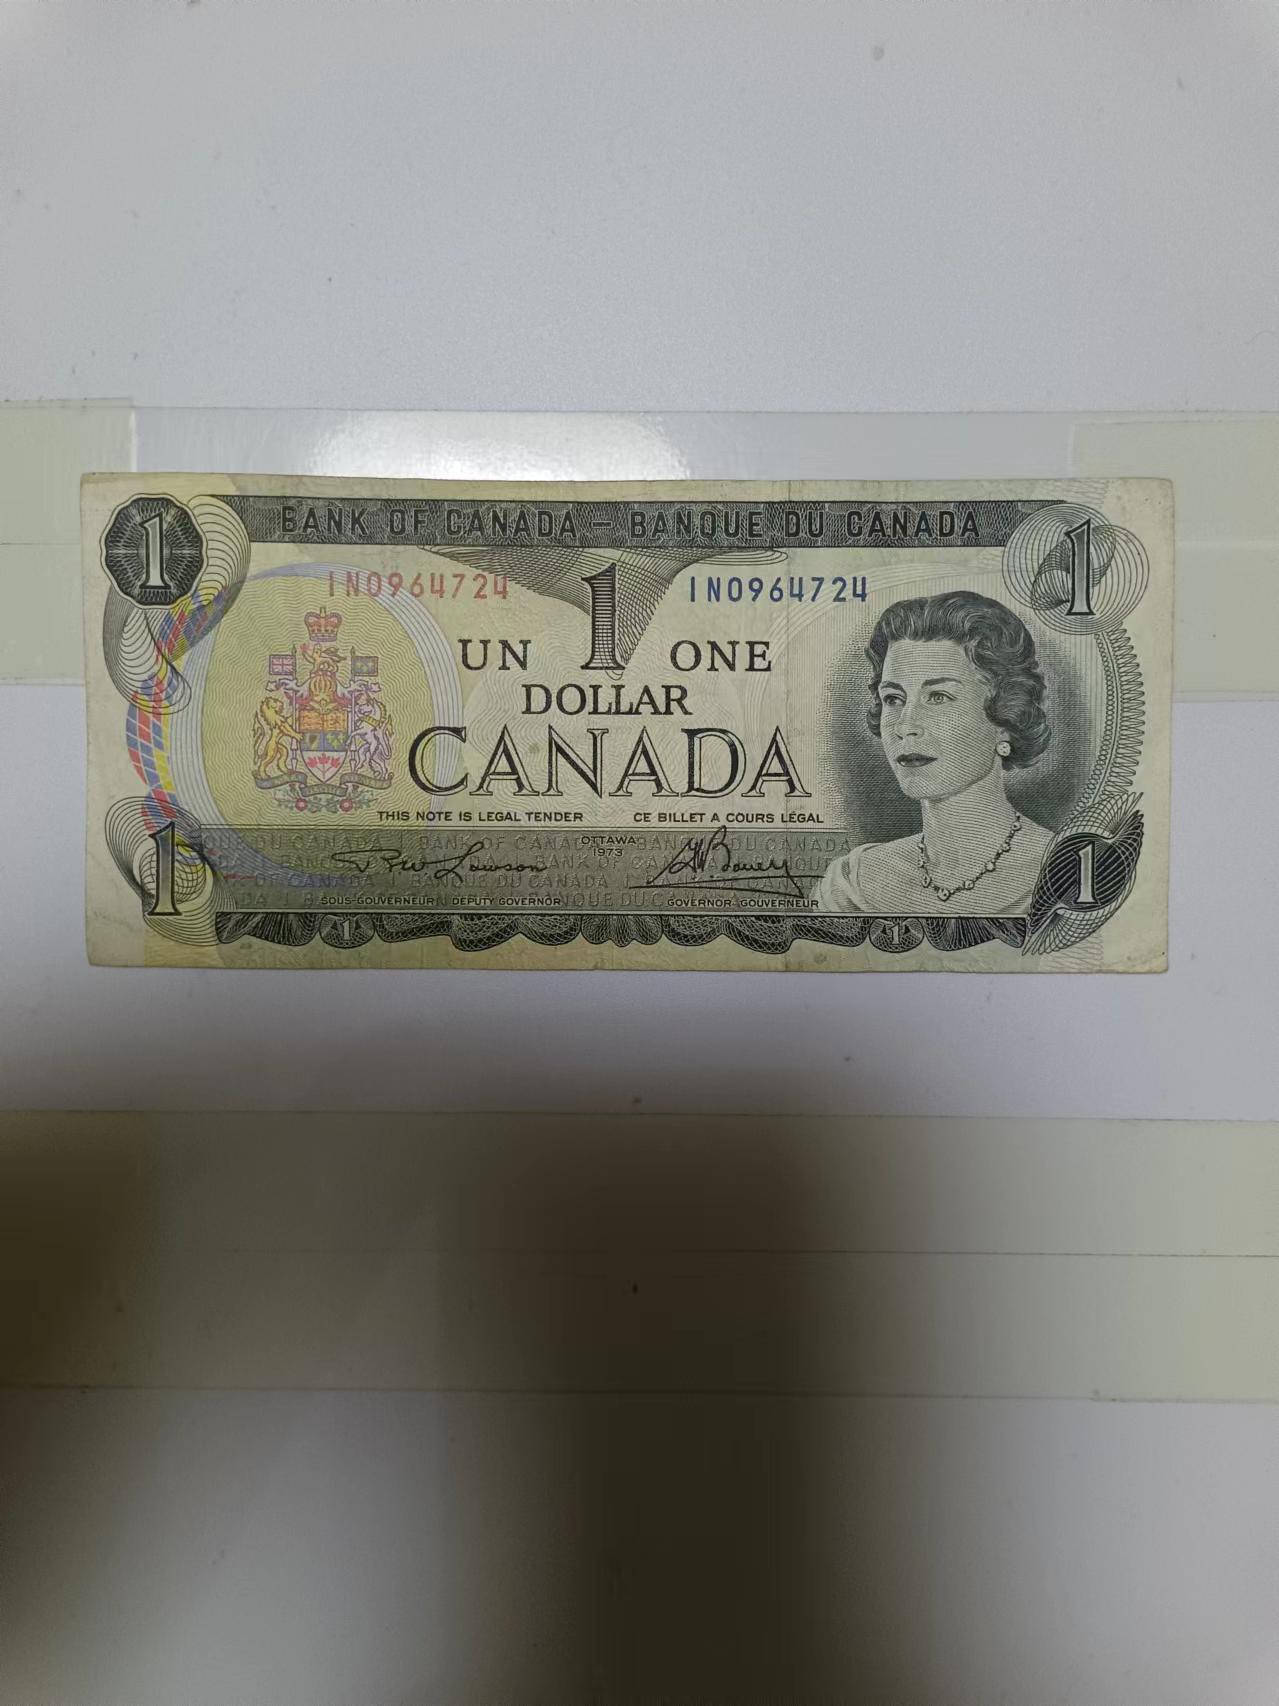 1
BANK OF CANADA – BANQUE DU CANADA
1
IN0964724
1
IN0964724
UN
ONE
DOLLAR
CANADA
THIS NOTE IS LEGAL TENDER
CE BILLET A COURS LÉGAL
OTTAWA
1973
1
1
SOUS-GOUVERNEUR
DEPUTY GOVERNOR
GOVERNOR-GOUVERNEUR
1
1